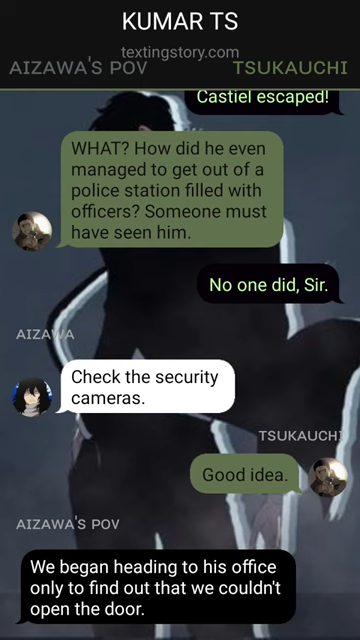 KUMAR TS
textingstory.com
AIZAWA'S POV
TSUKAUCHI
Castiel escaped!
WHAT? How did he even
managed to get out of a
police station filled with
officers? Someone must
have seen him.
No one did, Sir.
AIZAWA
Check the security
cameras.
TSUKAUCHI
Good idea.
AIZAWA'S POV
We began heading to his office
only to find out that we couldn't
open the door.